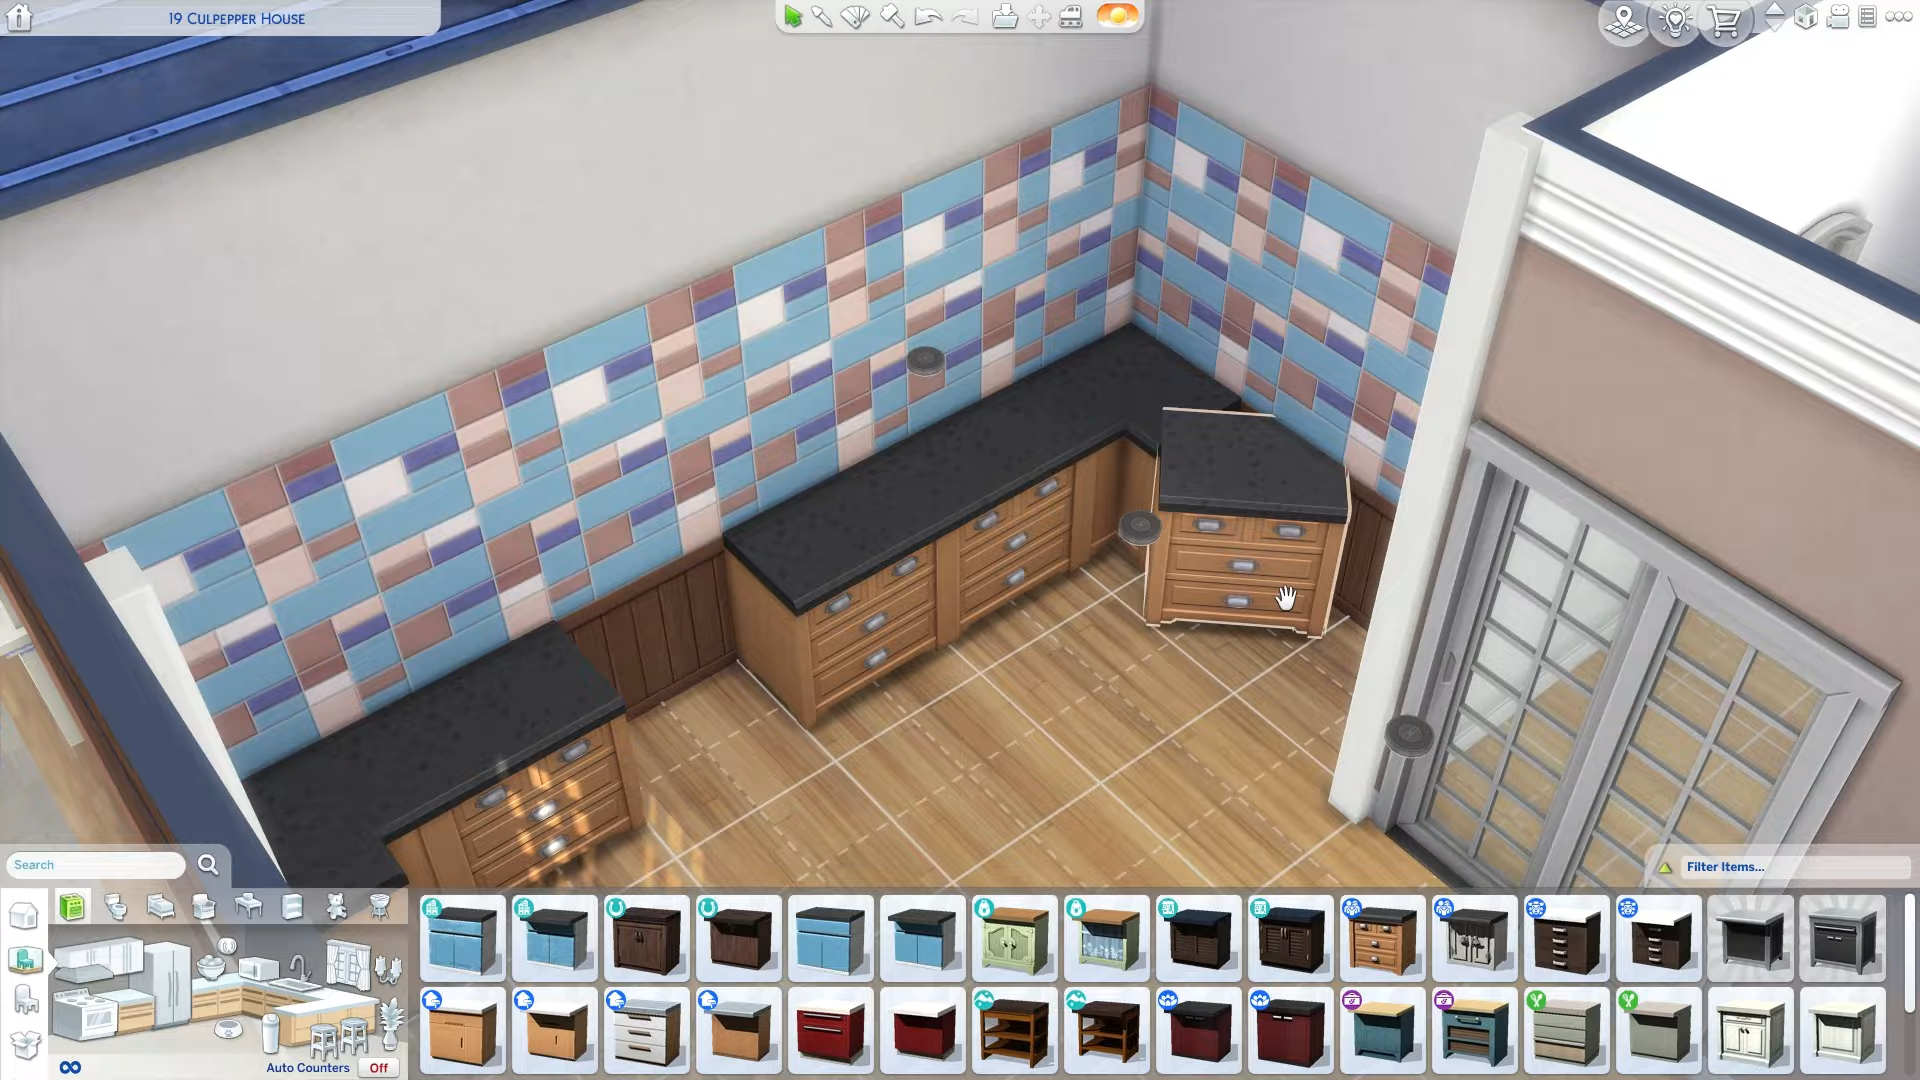 19 Culpepper House
Search
Filter Items...
Auto Counters
Off